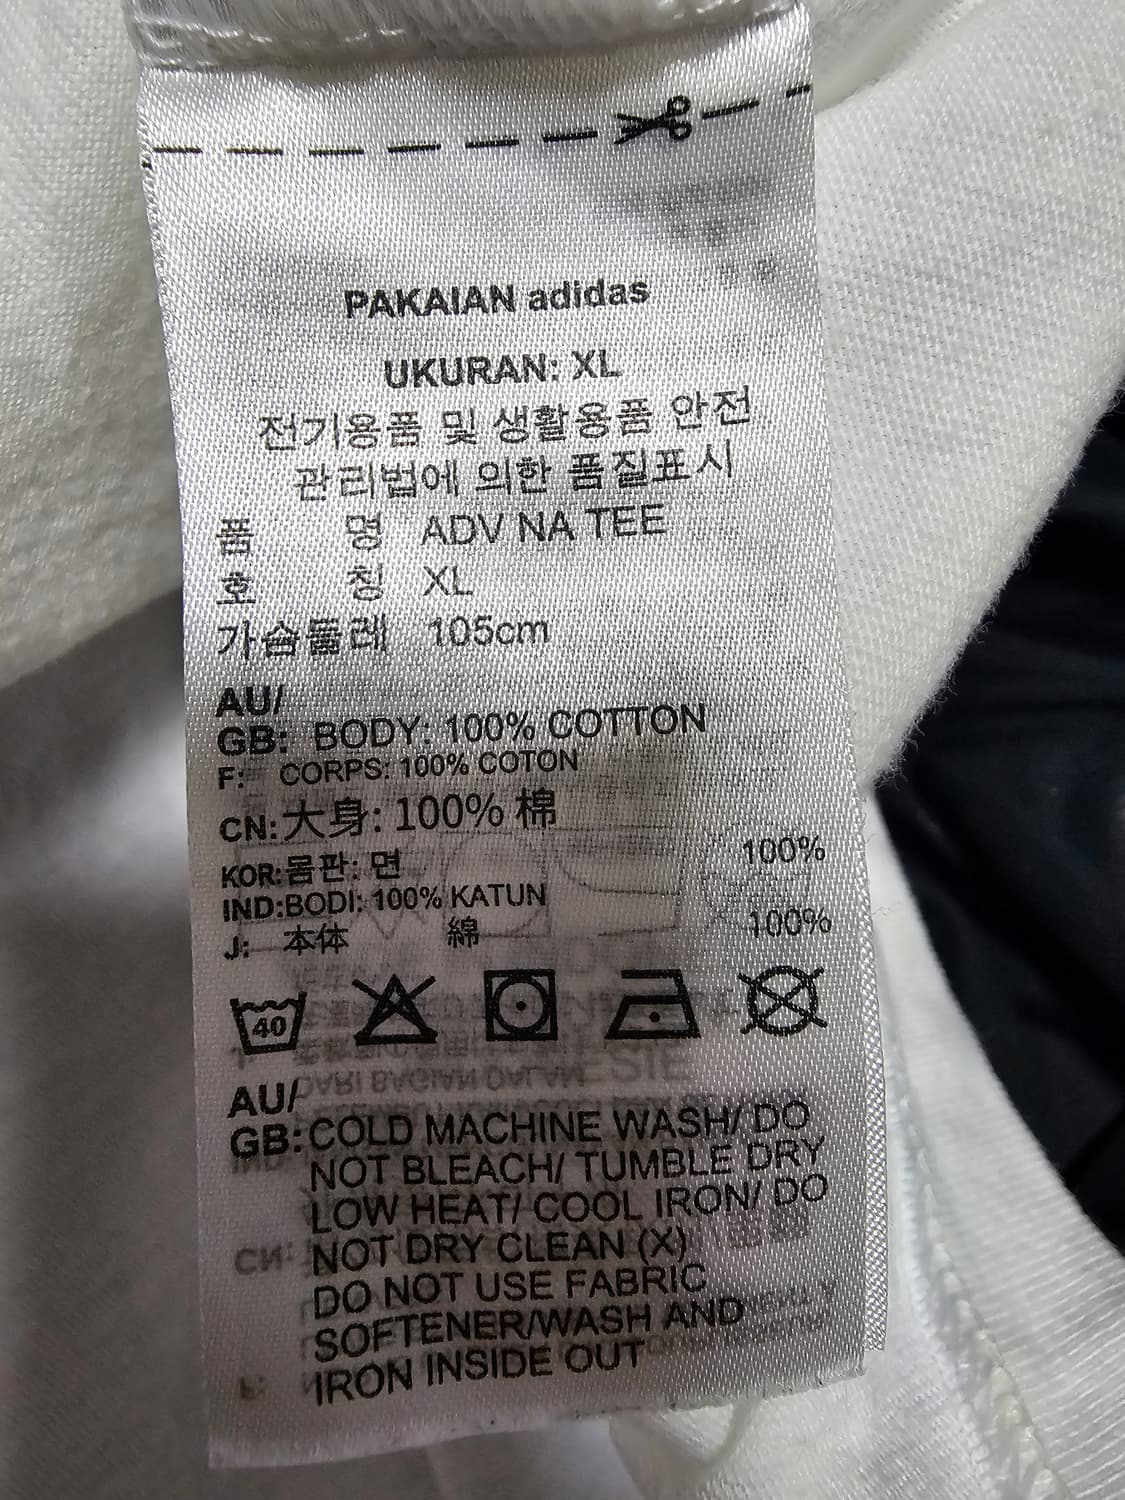 PAKAIAN adidas
UKURAN: XL
전기용품 및 생활용품 안전
관리법에 의한 품질표시
품 명 ADV NA TEE
호 칭 XL
가슴둘레 105cm
AU/
GB: BODY: 100% COTTON
F: CORPS: 100% COTON
CN: 大身: 100% 棉
KOR: 몸판: 면 100%
IND: BODI: 100% KATUN
J: 本体 綿 100%
40
AU/
GB: COLD MACHINE WASH/ DO
NOT BLEACH/ TUMBLE DRY
LOW HEAT/ COOL IRON/ DO
NOT DRY CLEAN (X)
DO NOT USE FABRIC
SOFTENER/WASH AND
IRON INSIDE OUT